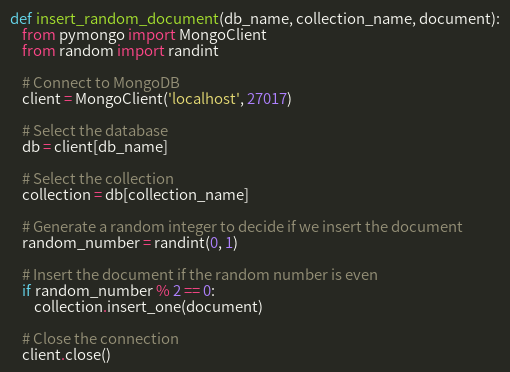 def insert_random_document(db_name, collection_name, document):
    from pymongo import MongoClient
    from random import randint

    # Connect to MongoDB
    client = MongoClient('localhost', 27017)

    # Select the database
    db = client[db_name]

    # Select the collection
    collection = db[collection_name]

    # Generate a random integer to decide if we insert the document
    random_number = randint(0, 1)

    # Insert the document if the random number is even
    if random_number % 2 == 0:
        collection.insert_one(document)

    # Close the connection
    client.close()